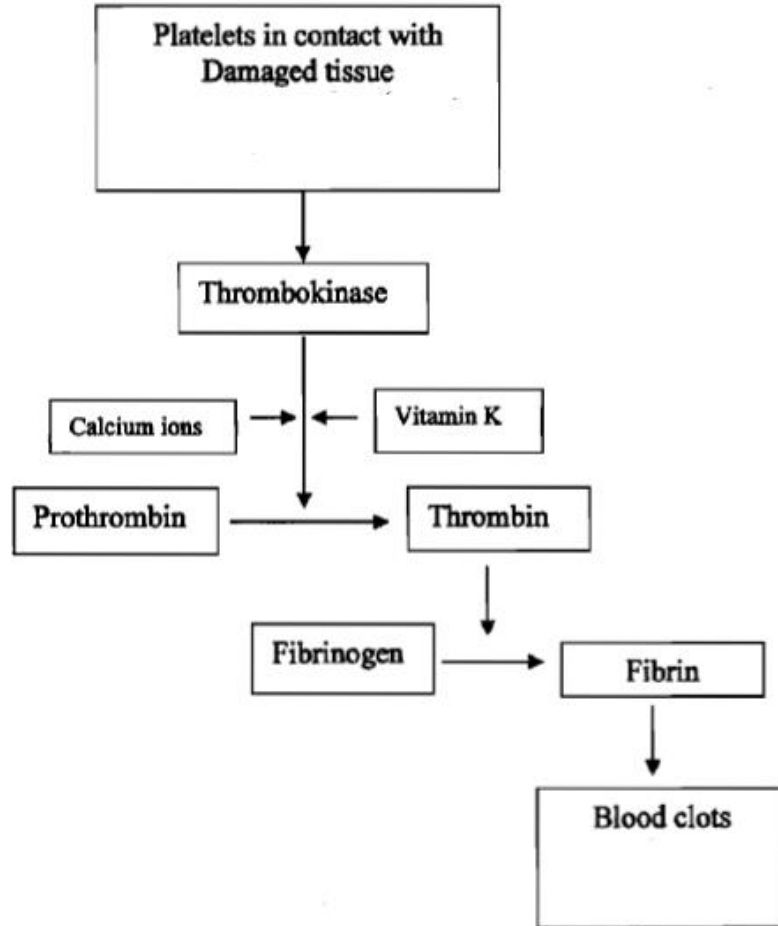 Platelets in contact with
Damaged tissue
Thrombokinase
Calcium ions
Vitamin K
Prothrombin
Thrombin
Fibrinogen
Fibrin
Blood clots